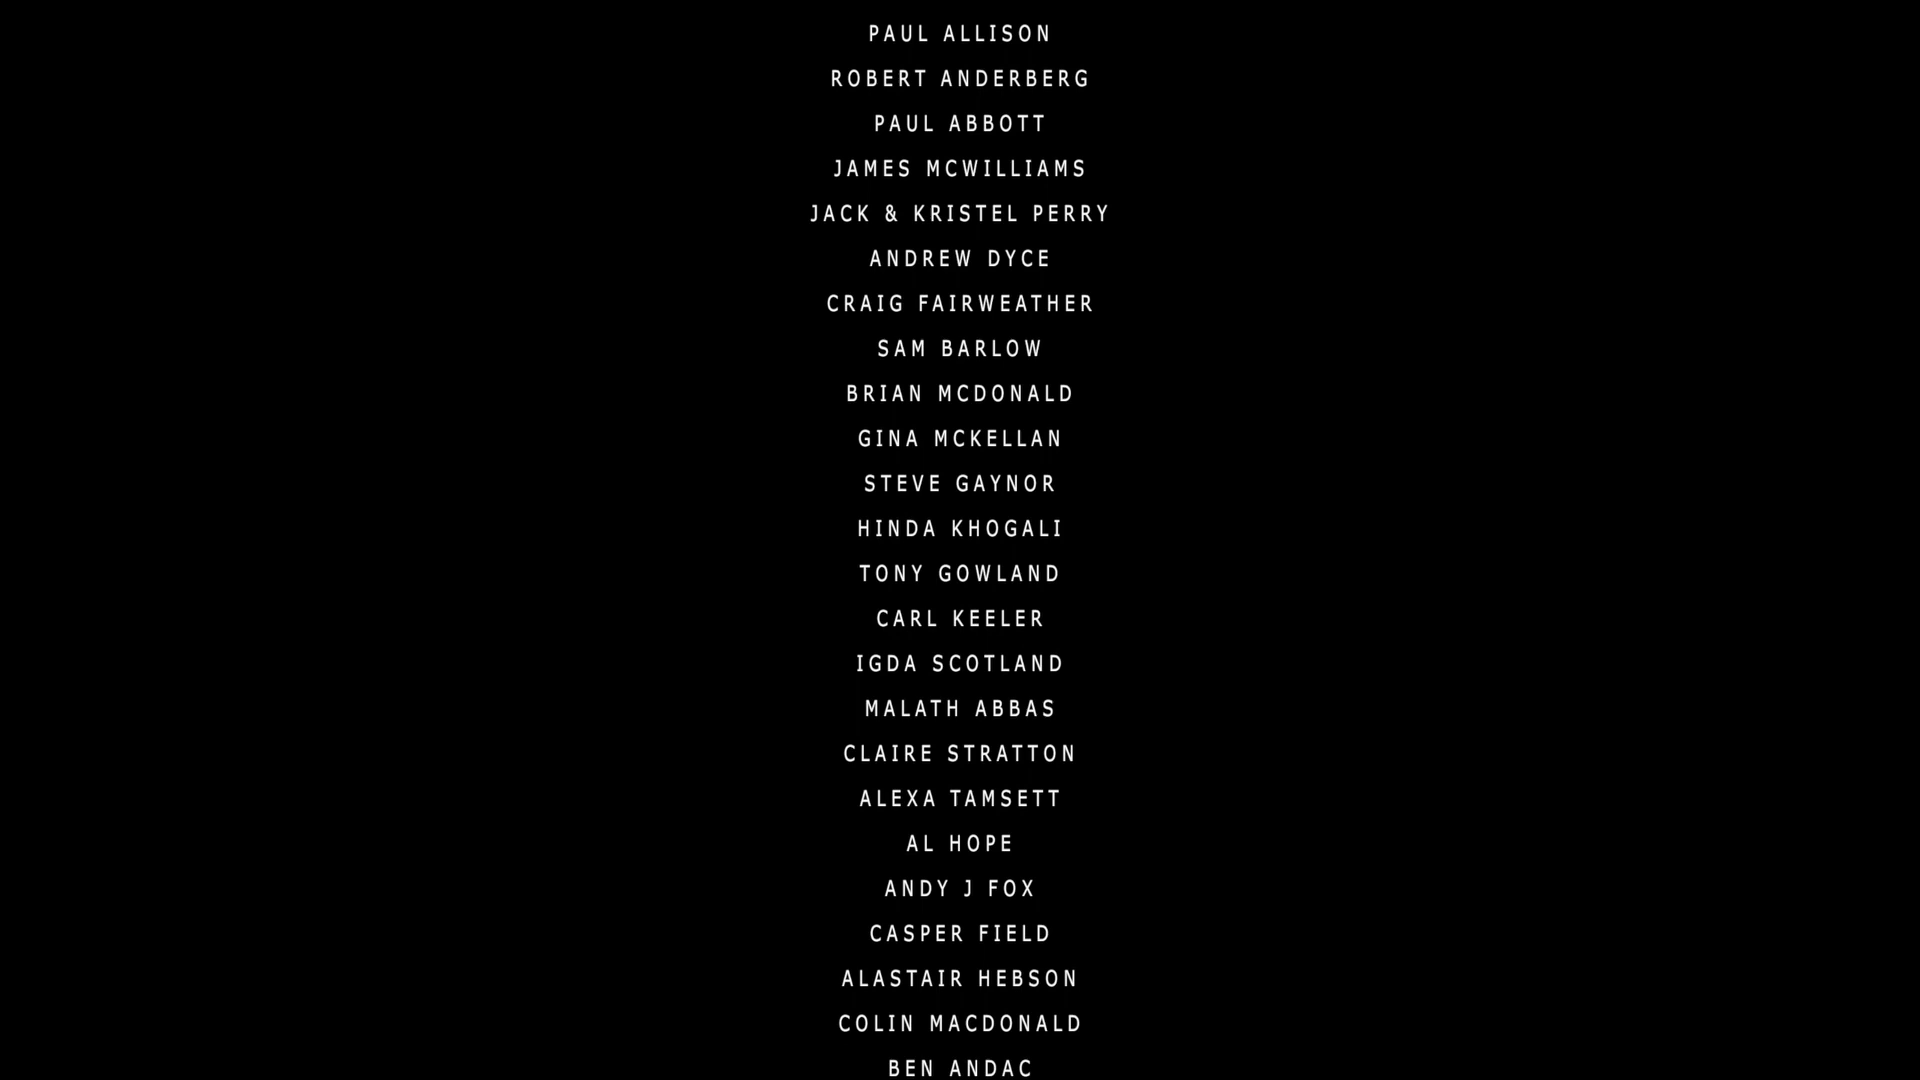 PAUL ALLISON
ROBERT ANDERBERG
PAUL ABBOTT
JAMES MCWILLIAMS
JACK & KRISTEL PERRY
ANDREW DYCE
CRAIG FAIRWEATHER
SAM BARLOW
BRIAN MCDONALD
GINA MCKELLAN
STEVE GAYNOR
HINDA KHOGALI
TONY GOWLAND
CARL KEELER
IGDA SCOTLAND
MALATH ABBAS
CLAIRE STRATTON
ALEXA TAMSETT
AL HOPE
ANDY J FOX
CASPER FIELD
ALASTAIR HEBSON
COLIN MACDONALD
BEN ANDAC